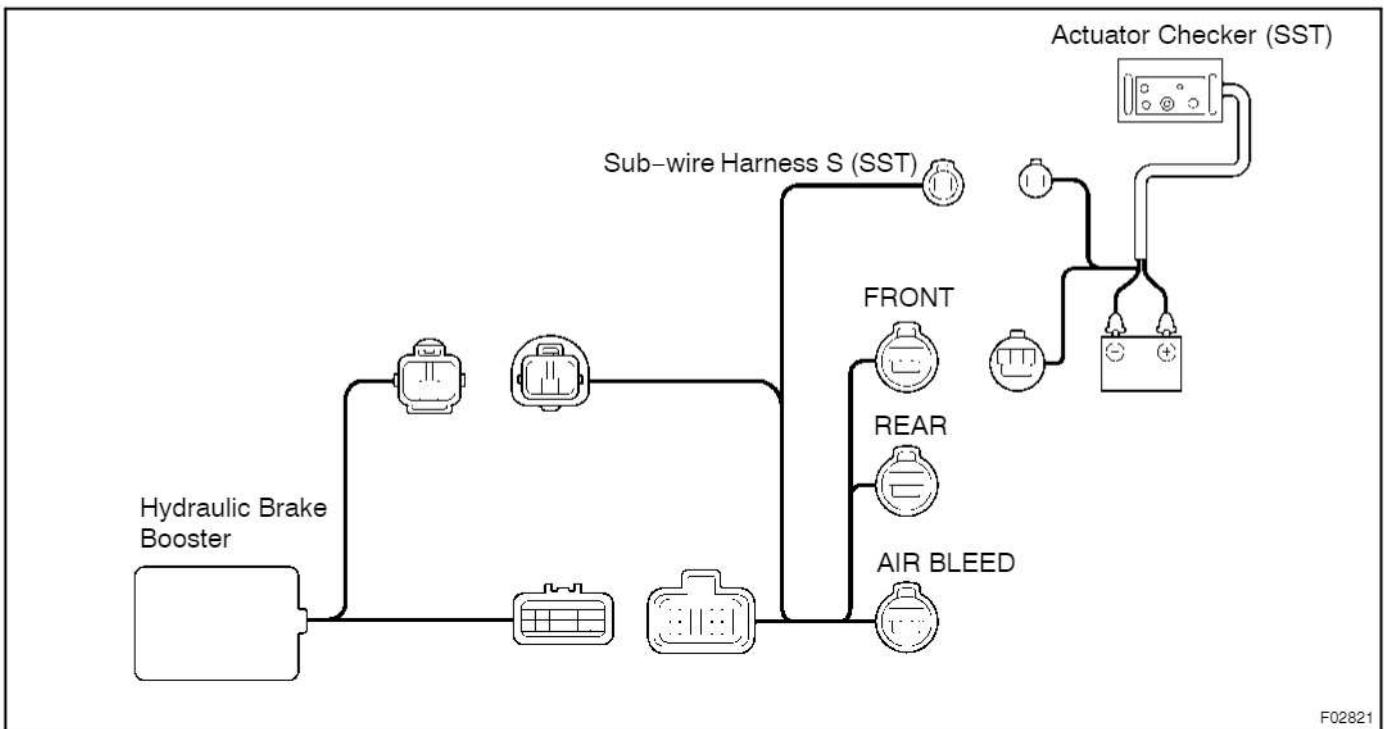 Actuator Checker (SST)
Sub-wire Harness S (SST)
FRONT
REAR
Hydraulic Brake
Booster
AIR BLEED
F02821